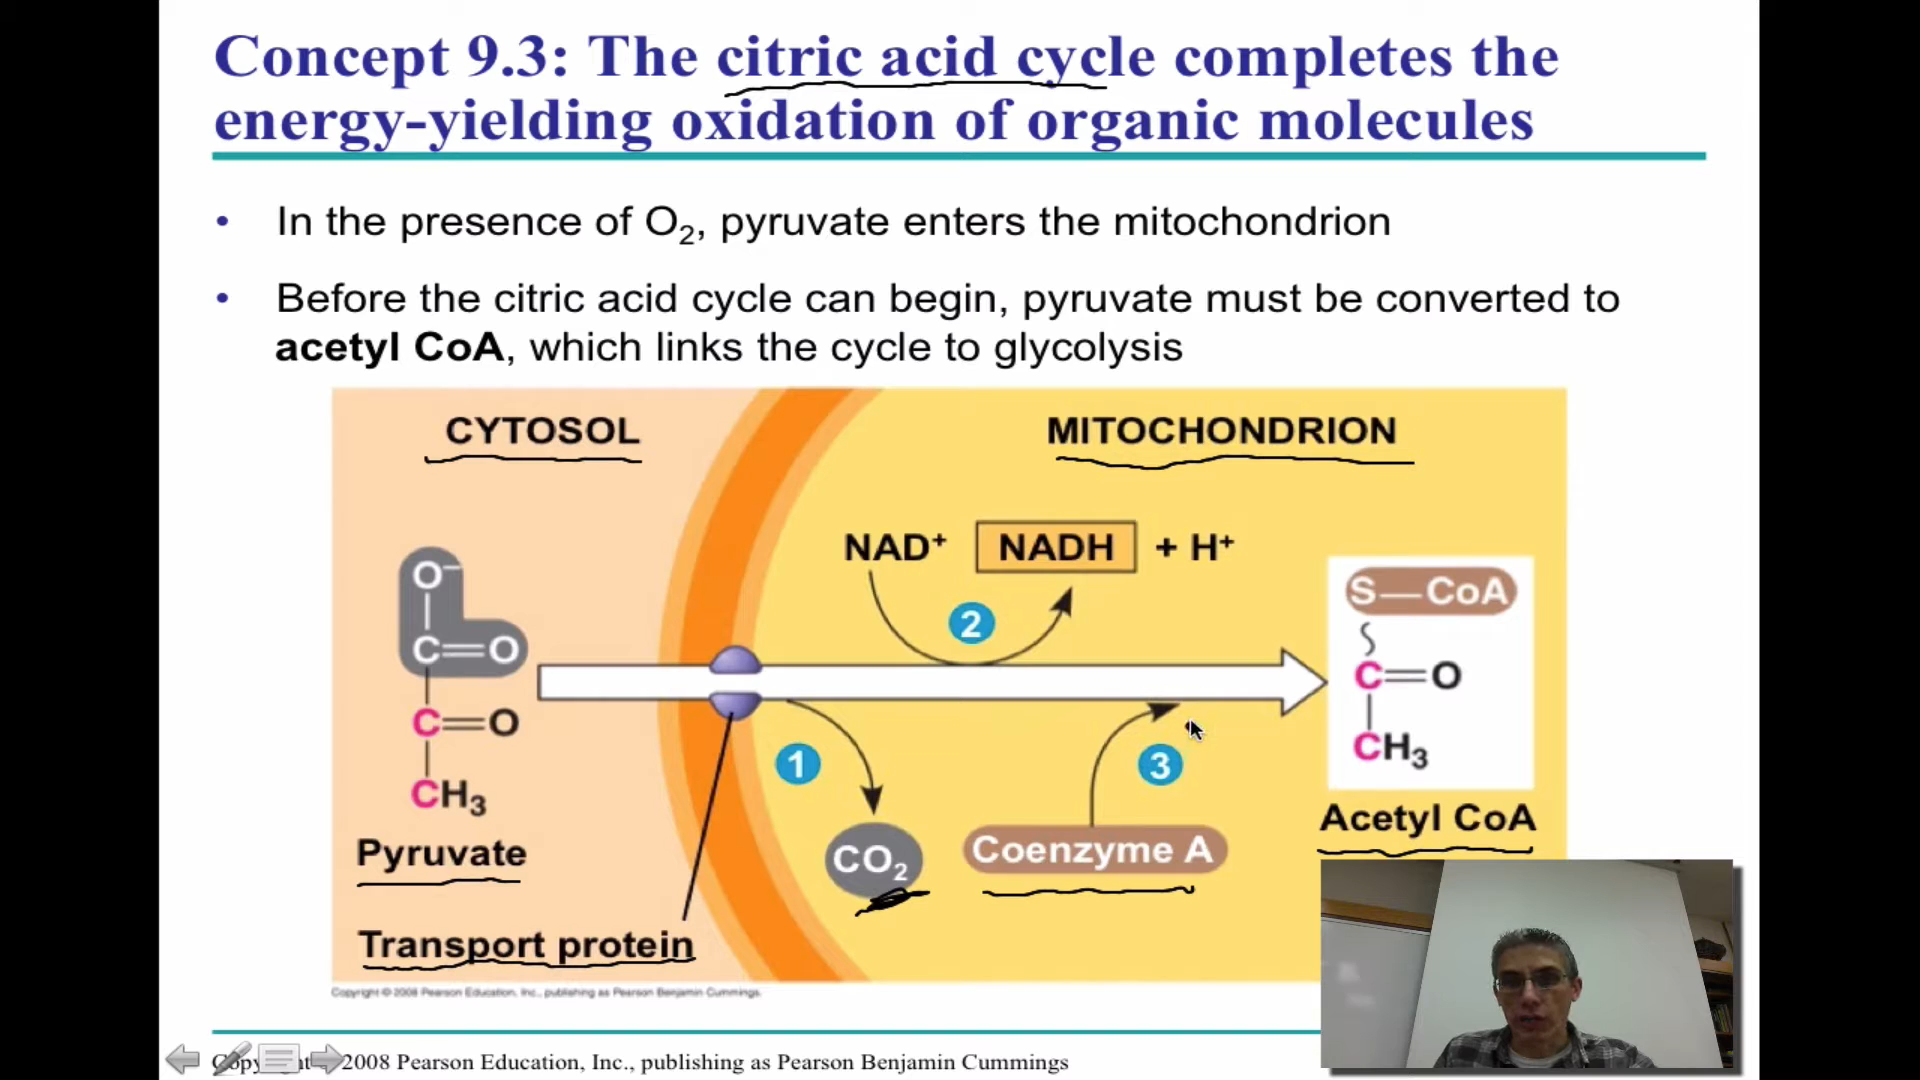 Concept 9.3: The citric acid cycle completes the
energy-yielding oxidation of organic molecules
• In the presence of O₂, pyruvate enters the mitochondrion
• Before the citric acid cycle can begin, pyruvate must be converted to
acetyl CoA, which links the cycle to glycolysis
CYTOSOL
MITOCHONDRION
NAD⁺ NADH + H⁺
2
O⁻
C=O
C=O
CH₃
Pyruvate
Transport protein
1
CO₂
3
Coenzyme A
S—CoA
C=O
CH₃
Acetyl CoA
Copyright © 2008 Pearson Education, Inc., publishing as Pearson Benjamin Cummings.
2008 Pearson Education, Inc., publishing as Pearson Benjamin Cummings